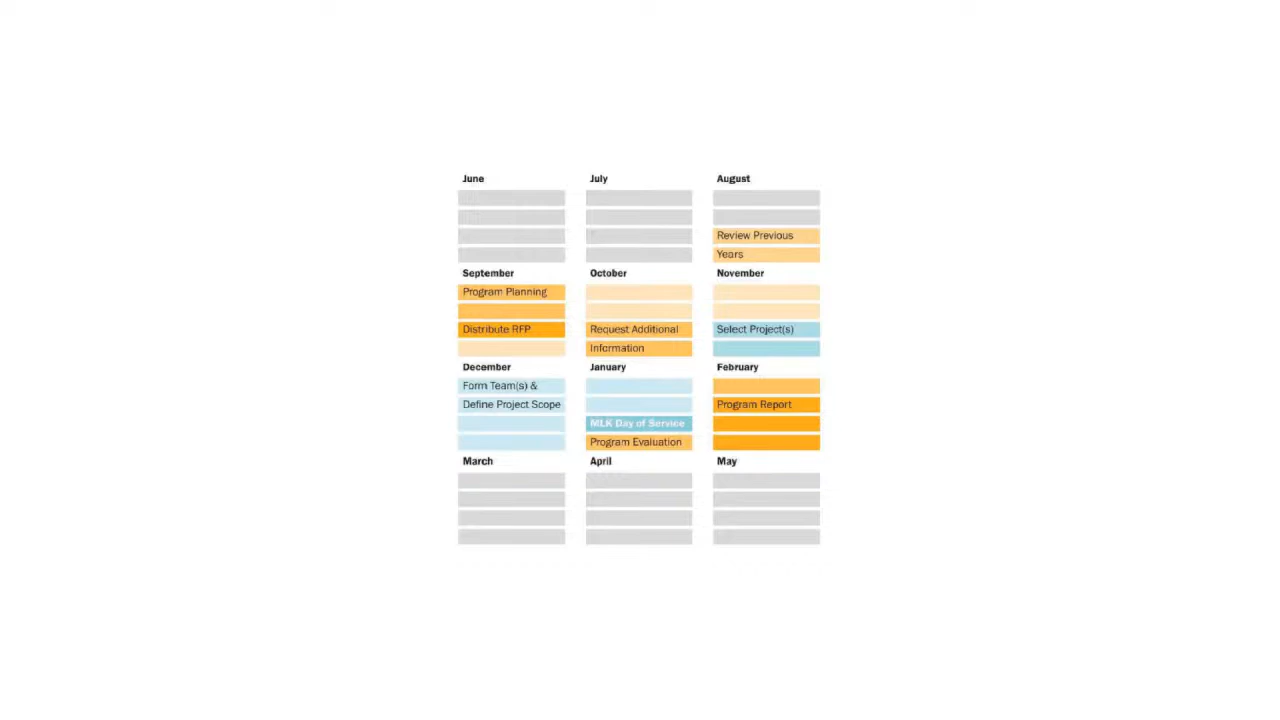 June
July
August
Review Previous
Years
September
October
November
Program Planning
Distribute RFP
Request Additional
Select Project(s)
Information
December
January
February
Form Team(s) &
Define Project Scope
Program Report
MLK Day of Service
Program Evaluation
March
April
May